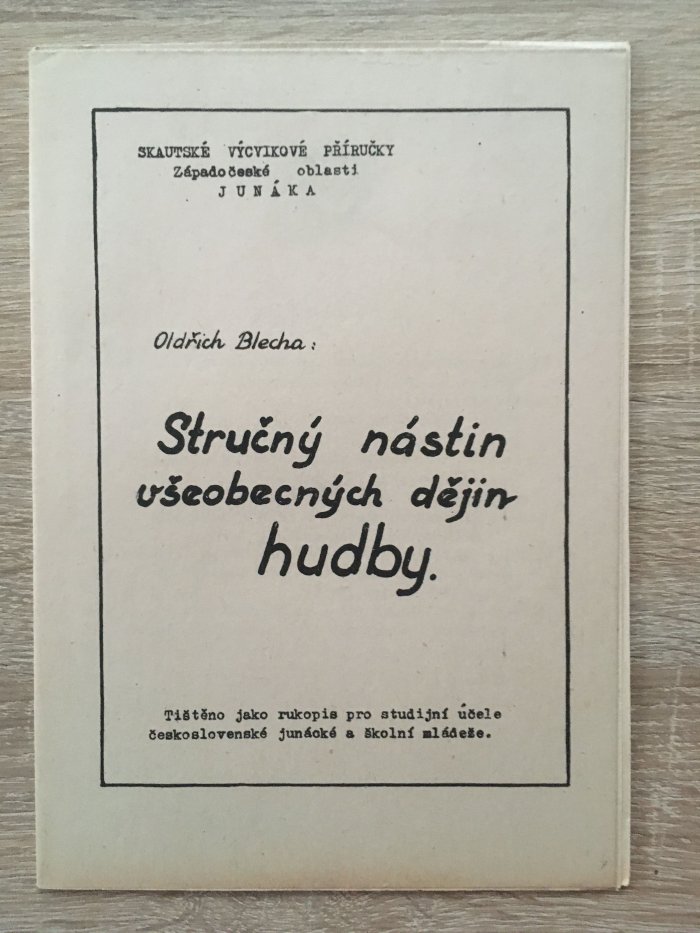 SKAUTSKÉ VÝCVIKOVÉ PŘÍRUČKY
Západočeské oblasti
JUNÁKA
Oldřich Blecha:
Stručný nástin
všeobecných dějin
hudby.
Tištěno jako rukopis pro studijní účele
československé junácké a školní mládeže.